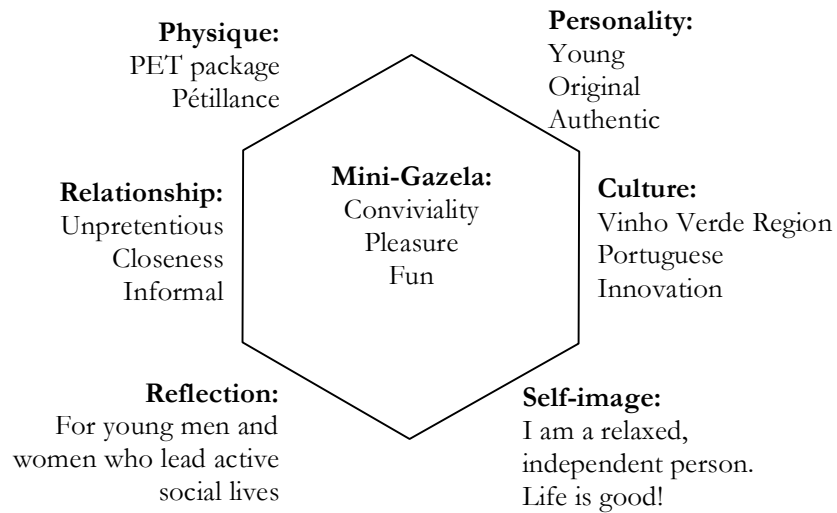 Physique:
PET package
Pétillance
Personality:
Young
Original
Authentic
Relationship:
Unpretentious
Closeness
Informal
Mini-Gazela:
Conviviality
Pleasure
Fun
Culture:
Vinho Verde Region
Portuguese
Innovation
Reflection:
For young men and
women who lead active
social lives
Self-image:
I am a relaxed,
independent person.
Life is good!